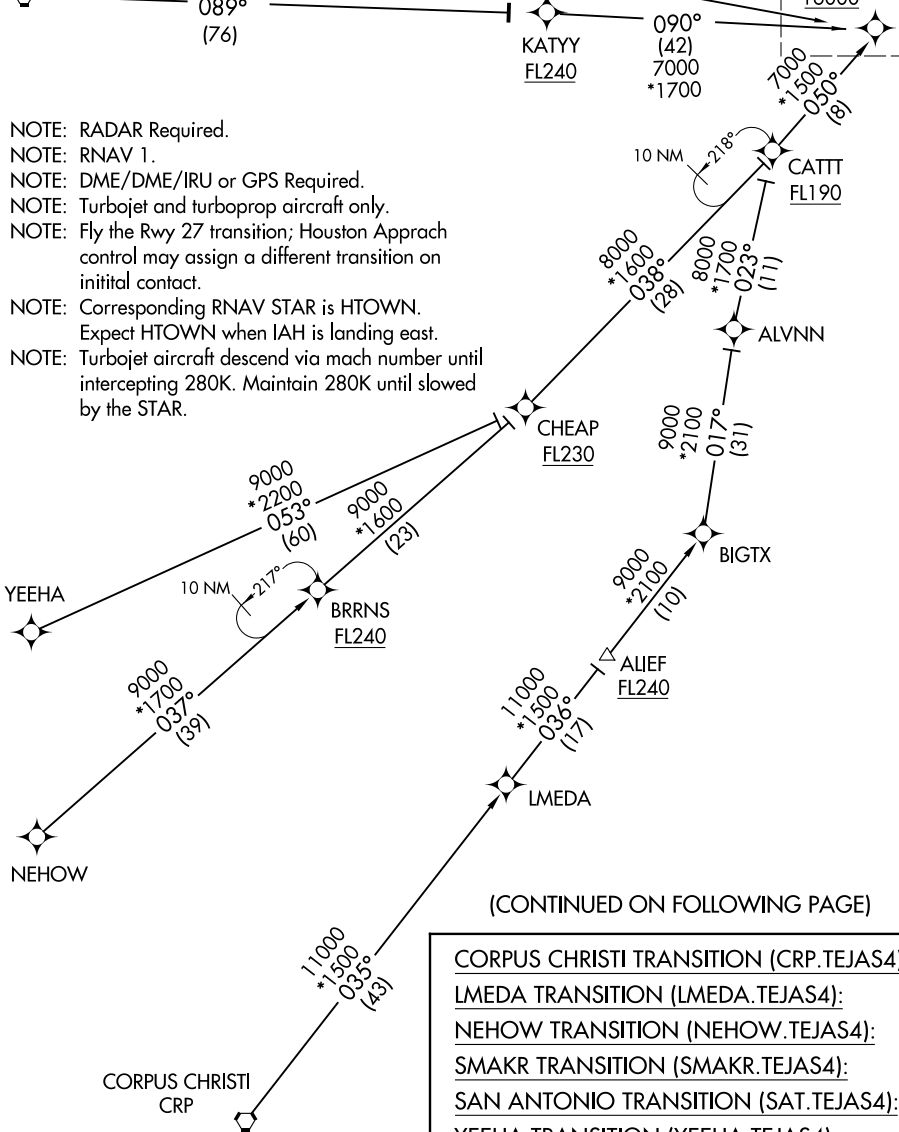 089°
(76)
KATYY
FL240
090°
(42)
7000
*1700
7000
*1500
050°
(8)
NOTE: RADAR Required.
NOTE: RNAV 1.
NOTE: DME/DME/IRU or GPS Required.
NOTE: Turbojet and turboprop aircraft only.
NOTE: Fly the Rwy 27 transition; Houston Apprach
control may assign a different transition on
initital contact.
NOTE: Corresponding RNAV STAR is HTOWN.
Expect HTOWN when IAH is landing east.
NOTE: Turbojet aircraft descend via mach number until
intercepting 280K. Maintain 280K until slowed
by the STAR.
10 NM
218°
CATTT
FL190
8000
*1600
038°
(28)
8000
*1700
023°
(11)
ALVNN
CHEAP
FL230
9000
*2100
017°
(31)
9000
*2200
053°
(60)
9000
*1600
(23)
BIGTX
YEEHA
10 NM
217°
BRRNS
FL240
9000
*2100
(10)
ALIEF
FL240
9000
*1700
037°
(39)
11000
*1500
036°
(17)
LMEDA
NEHOW
11000
*1500
035°
(43)
CORPUS CHRISTI
CRP
(CONTINUED ON FOLLOWING PAGE)
CORPUS CHRISTI TRANSITION (CRP.TEJAS4)
LMEDA TRANSITION (LMEDA.TEJAS4):
NEHOW TRANSITION (NEHOW.TEJAS4):
SMAKR TRANSITION (SMAKR.TEJAS4):
SAN ANTONIO TRANSITION (SAT.TEJAS4):
YEEHA TRANSITION (YEEHA.TEJAS4)